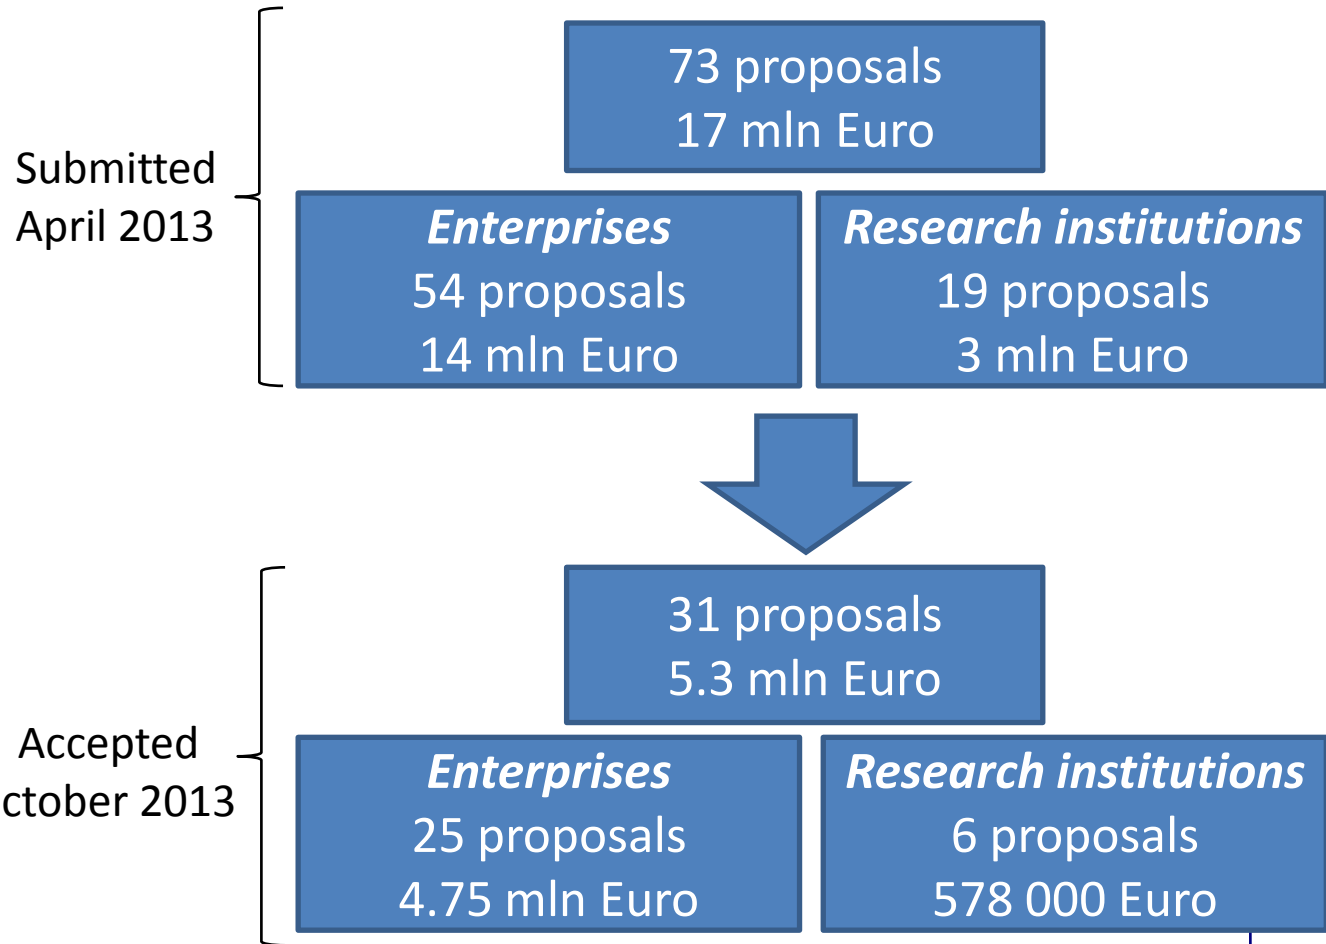 73 proposals
17 mln Euro
Submitted
April 2013
Enterprises
54 proposals
14 mln Euro
Research institutions
19 proposals
3 mln Euro
31 proposals
5.3 mln Euro
Accepted
ctober 2013
Enterprises
25 proposals
4.75 mln Euro
Research institutions
6 proposals
578 000 Euro